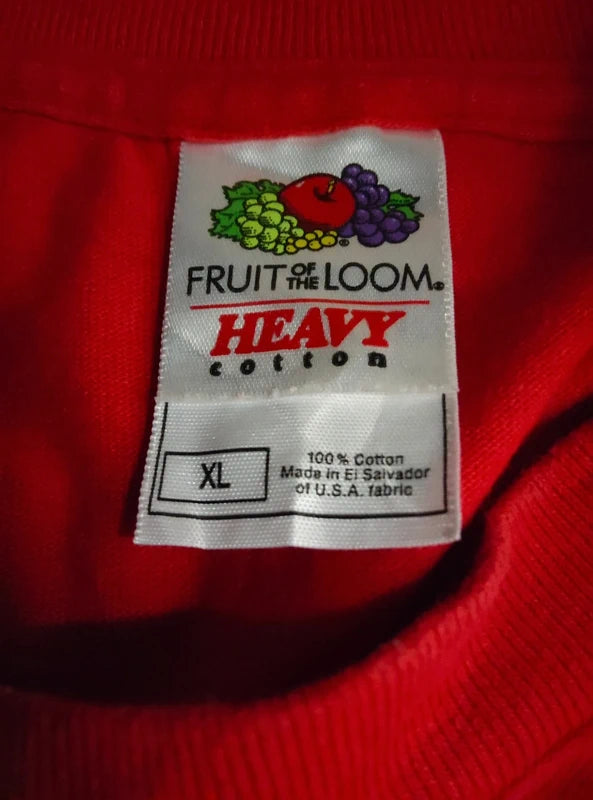 FRUIT OF THE LOOM®
HEAVY
cotton
XL
100% Cotton
Made in El Salvador
of U.S.A. fabric